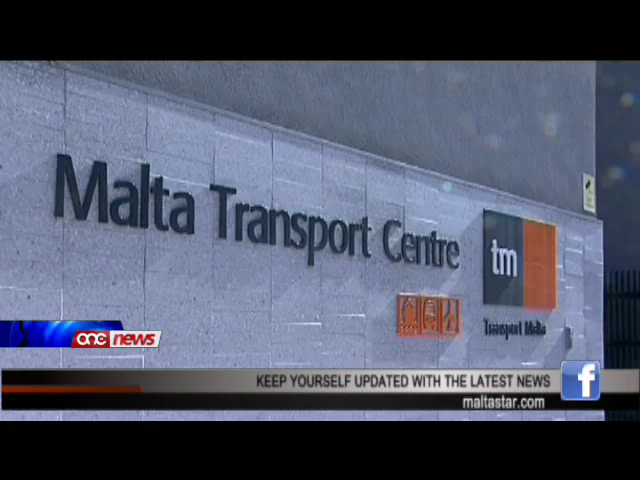 Malta Transport Centre
tm
Transport Malta
one news
KEEP YOURSELF UPDATED WITH THE LATEST NEWS
f
maltastar.com